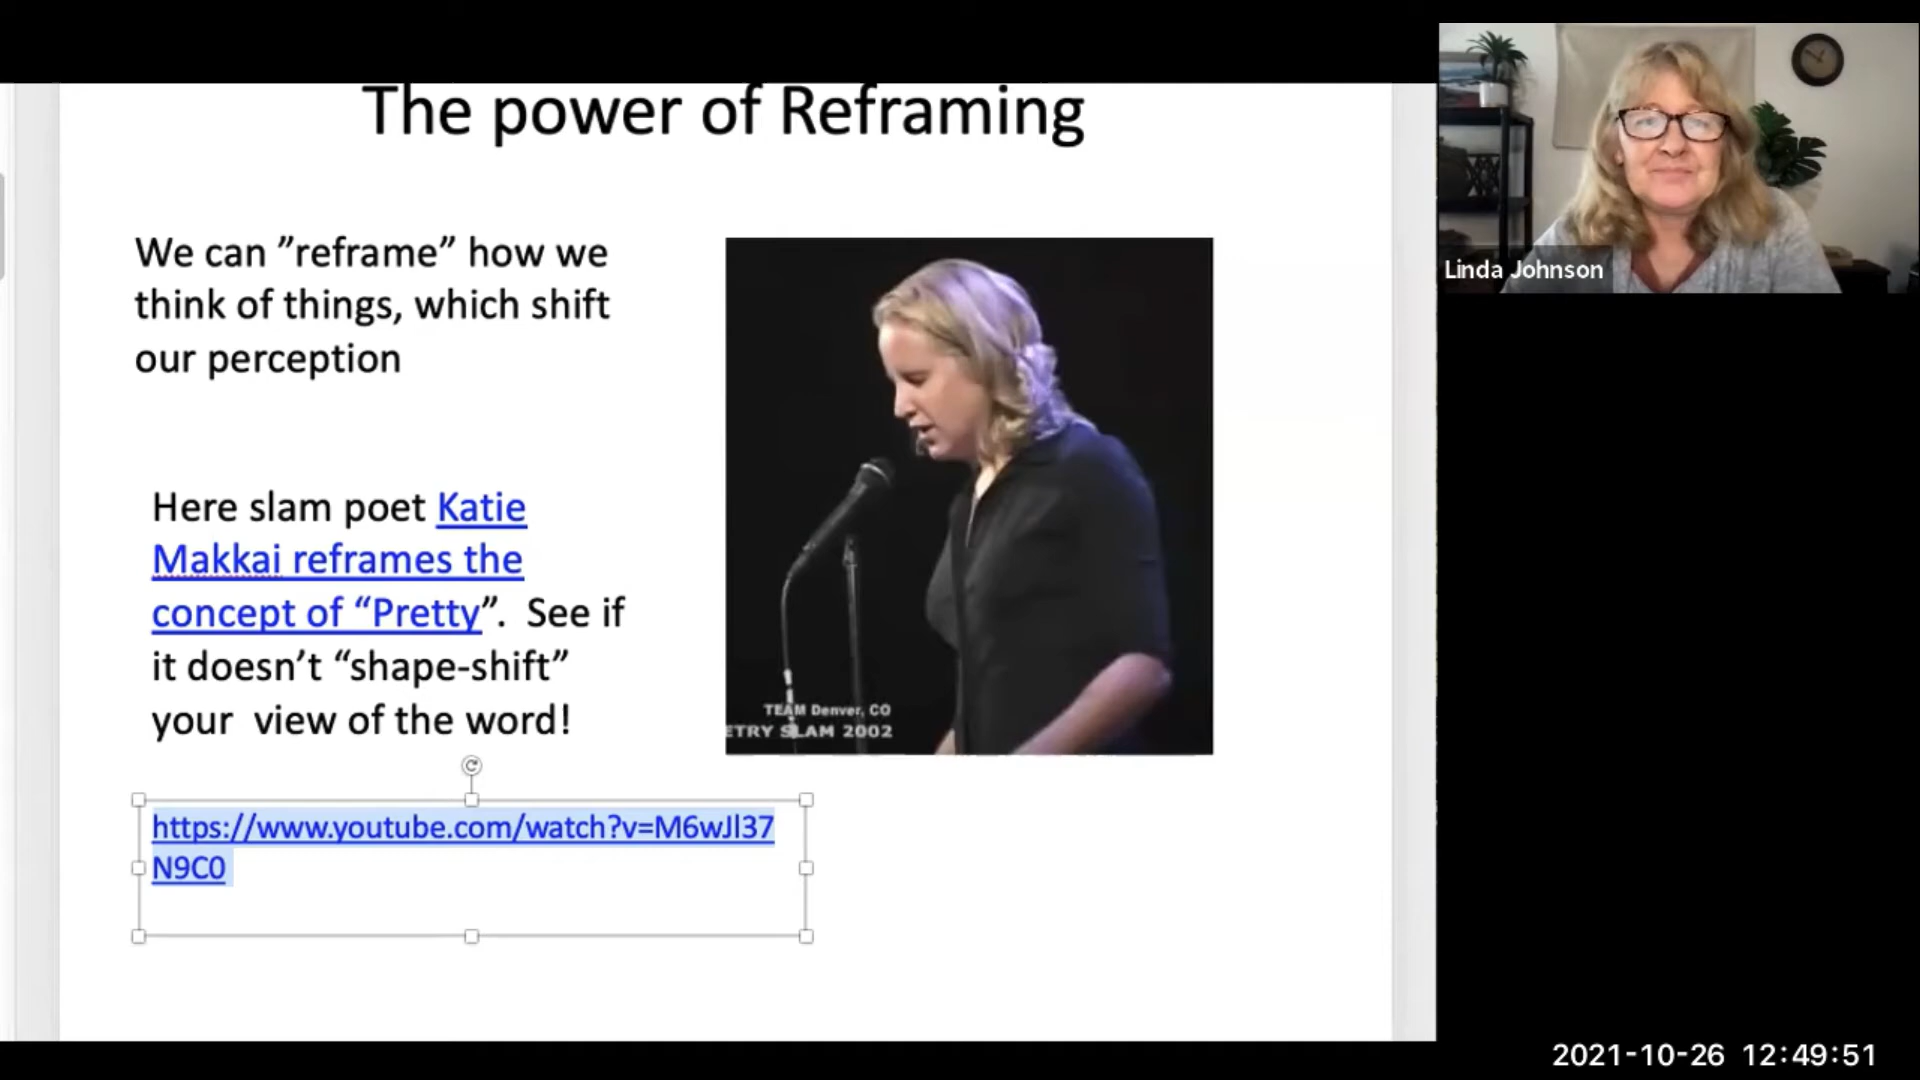 The power of Reframing
We can ”reframe” how we
think of things, which shift
our perception
Here slam poet Katie
Makkai reframes the
concept of “Pretty”.  See if
it doesn’t “shape-shift”
your  view of the word!
https://www.youtube.com/watch?v=M6wJl37
N9C0
TEAM Denver, CO
ETRY SLAM 2002
Linda Johnson
2021-10-26 12:49:51